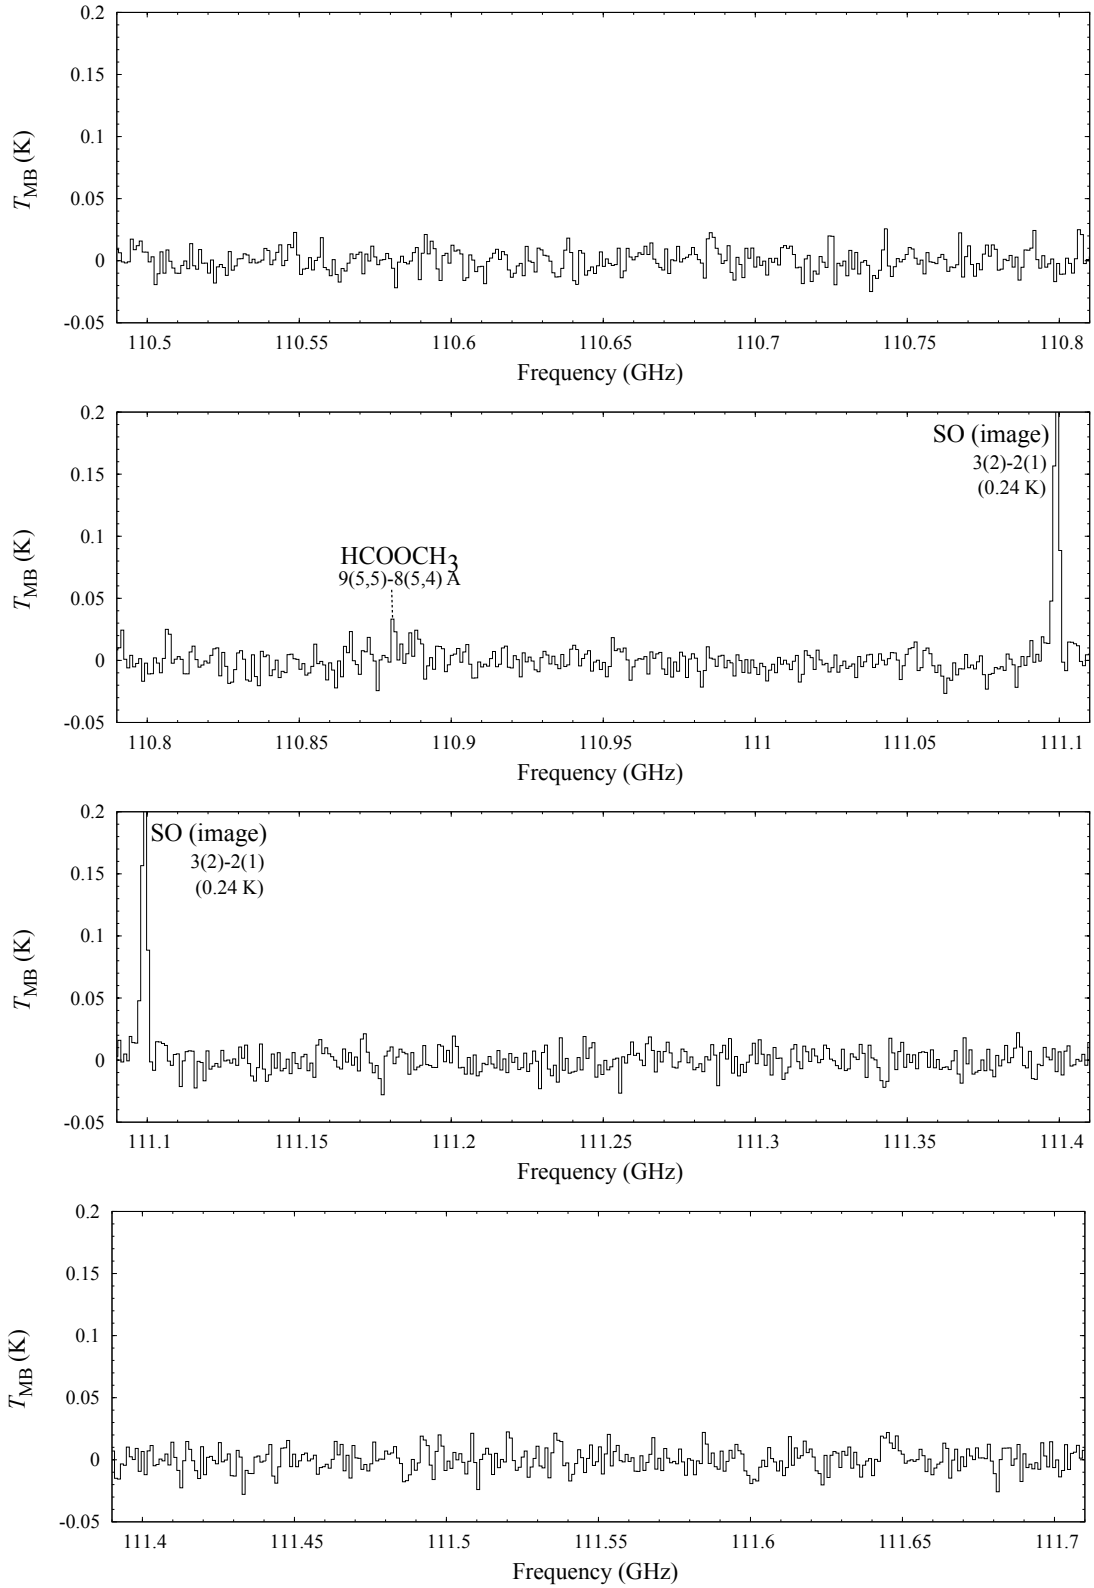 0.2
0.15
0.1
0.05
0
-0.05
T_MB (K)
110.5 110.55 110.6 110.65 110.7 110.75 110.8
Frequency (GHz)
0.2
0.15
0.1
0.05
0
-0.05
T_MB (K)
SO (image)
3(2)-2(1)
(0.24 K)
HCOOCH3
9(5,5)-8(5,4) A
110.8 110.85 110.9 110.95 111 111.05 111.1
Frequency (GHz)
0.2
0.15
0.1
0.05
0
-0.05
T_MB (K)
SO (image)
3(2)-2(1)
(0.24 K)
111.1 111.15 111.2 111.25 111.3 111.35 111.4
Frequency (GHz)
0.2
0.15
0.1
0.05
0
-0.05
T_MB (K)
111.4 111.45 111.5 111.55 111.6 111.65 111.7
Frequency (GHz)